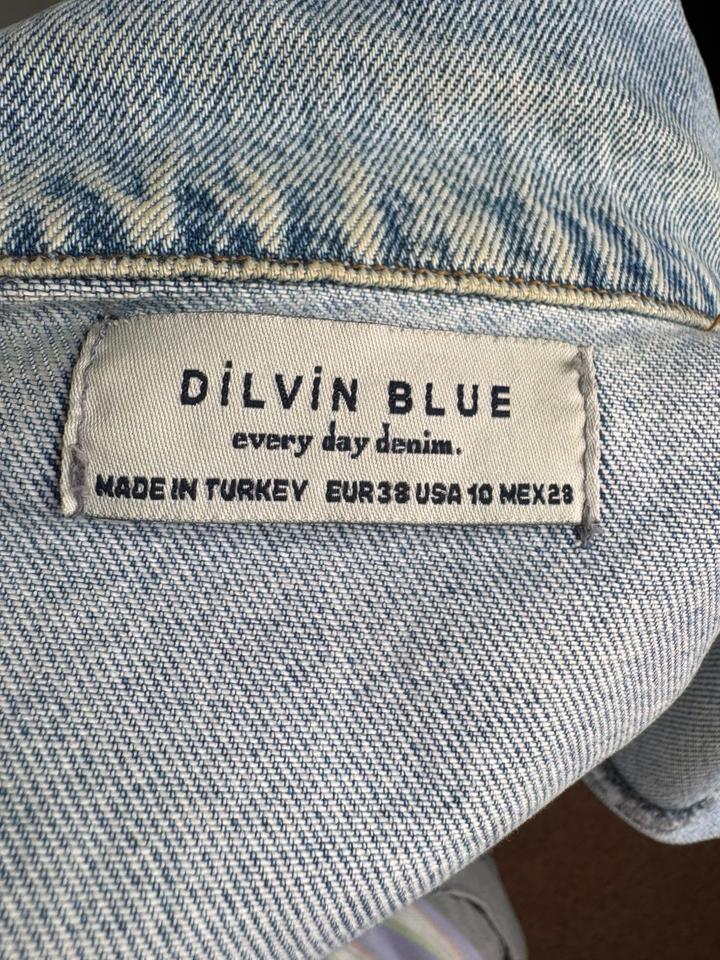 DİLVİN BLUE
every day denim.
MADE IN TURKEY EUR 38 USA 10 MEX 28